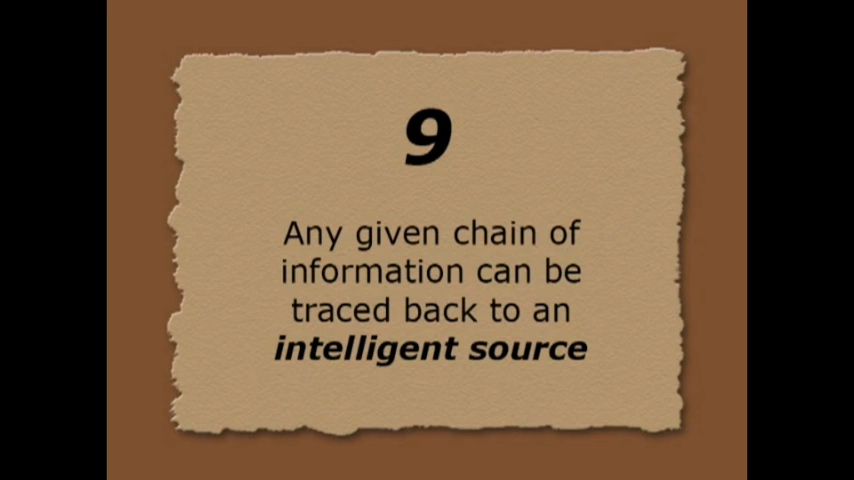 9
Any given chain of
information can be
traced back to an
intelligent source